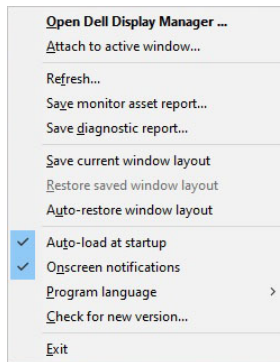 Open Dell Display Manager ...
Attach to active window...
Refresh...
Save monitor asset report...
Save diagnostic report...
Save current window layout
Restore saved window layout
Auto-restore window layout
Auto-load at startup
Onscreen notifications
Program language
Check for new version...
Exit